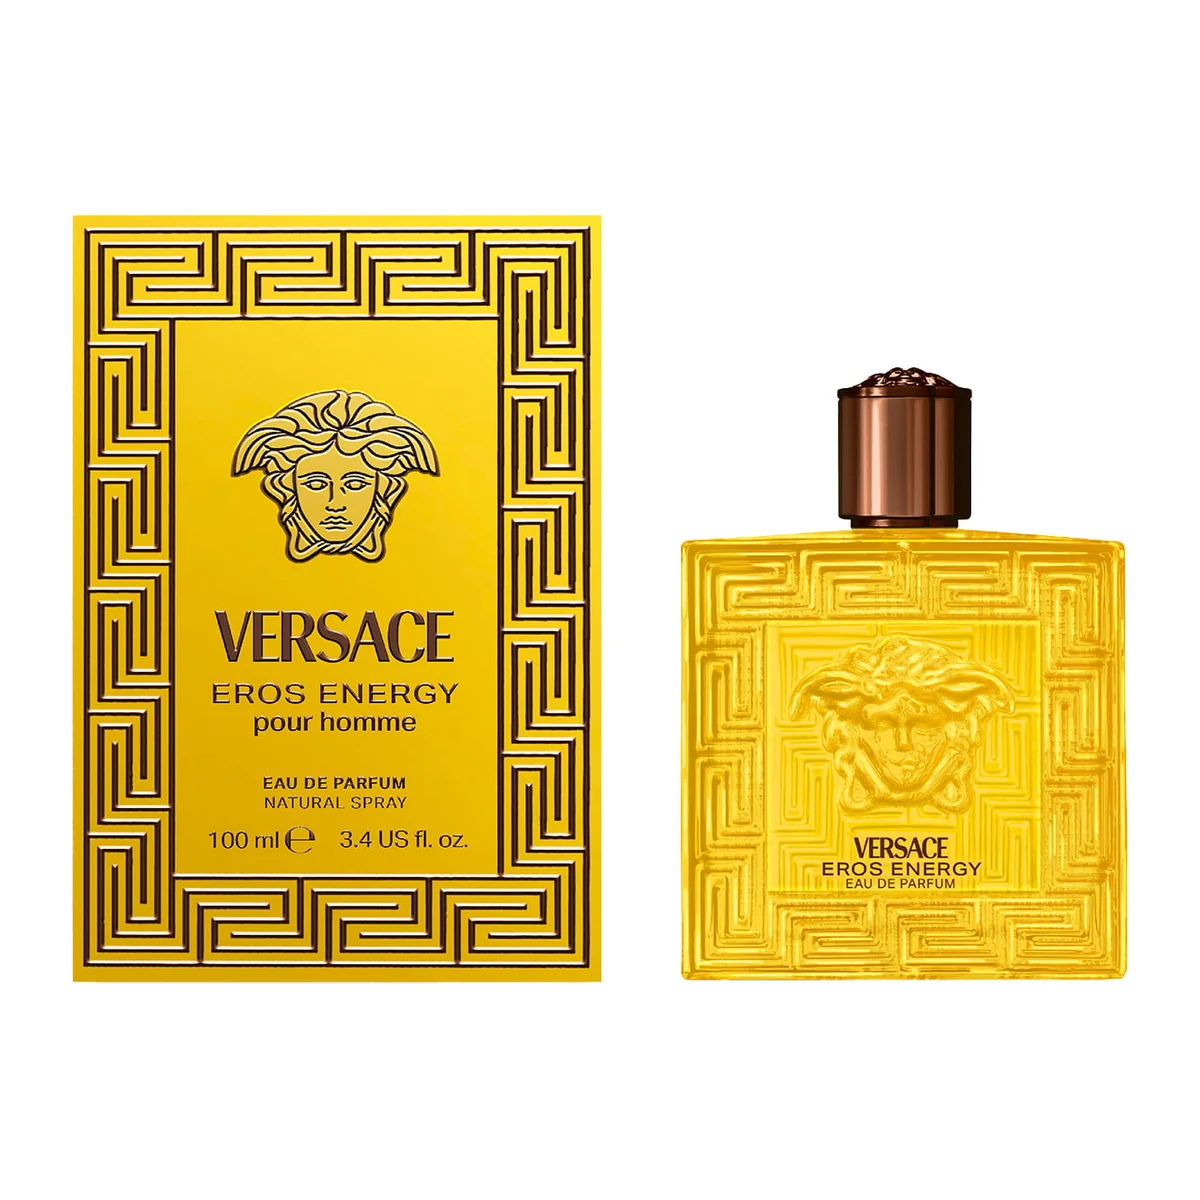 VERSACE
EROS ENERGY
pour homme
EAU DE PARFUM
NATURAL SPRAY
100 ml ℮ 3.4 US fl. oz.
VERSACE
EROS ENERGY
EAU DE PARFUM